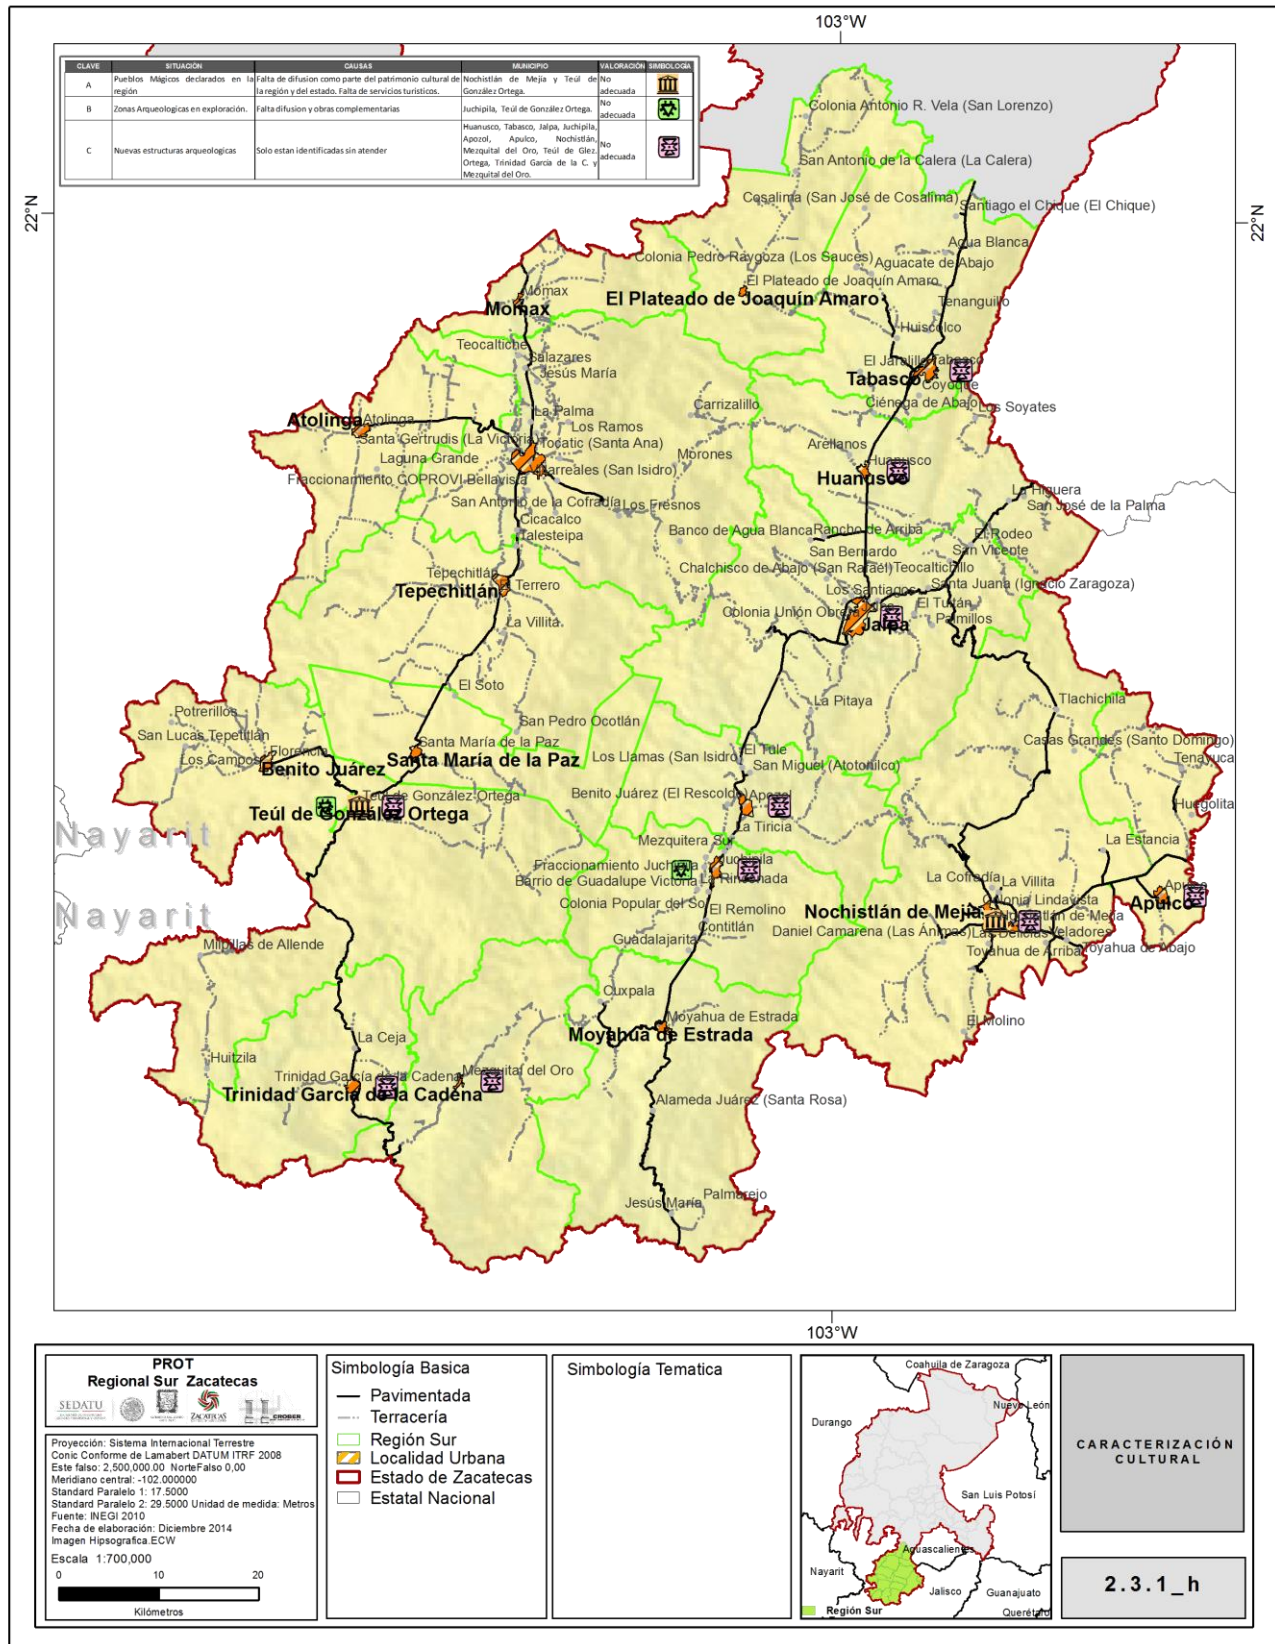 103°W
22°N
22°N
CLAVE SITUACIÓN CAUSAS MUNICIPIO VALORACIÓN SIMBOLOGÍA
A
Pueblos Mágicos declarados en la región
Falta de difusion como parte del patrimonio cultural de la región y del estado. Falta de servicios turisticos.
Nochistlán de Mejía y Teúl de González Ortega.
No adecuada
B
Zonas Arqueologicas en exploración.
Falta difusion y obras complementarias
Juchipila, Teúl de González Ortega.
No adecuada
C
Nuevas estructuras arqueologicas
Solo estan identificadas sin atender
Huanusco, Tabasco, Jalpa, Juchipila,
Apozol, Apulco, Nochistlán,
Mezquital del Oro, Teúl de Glez.
Ortega, Trinidad García de la C. y
Mezquital del Oro.
No adecuada
Colonia Antonio R. Vela (San Lorenzo)
San Antonio de la Calera (La Calera)
Cosalima (San José de Cosalima)
Santiago el Chique (El Chique)
Agua Blanca
Colonia Pedro Raygoza (Los Sauces)
Aguacate de Abajo
El Plateado de Joaquín Amaro
El Plateado de Joaquín Amaro
Momax
Momax
Tenanguillo
Huiscolco
Teocaltiche
Salazares
Jesús María
El Jaralillo
Tabasco
Tabasco
Coyoque
Ciénega de Abajo
Los Soyates
Carrizalillo
La Palma
Los Ramos
Atolinga
Atolinga
Santa Gertrudis (La Victoria)
Tocatic (Santa Ana)
Arellanos
Morones
Laguna Grande
Huanusco
Huanusco
Fraccionamiento COPROVI Bellavista
San Antonio de la Cofradía
Los Fresnos
La Higuera
San José de la Palma
Cicacalco
Talesteipa
Banco de Agua Blanca
Rancho de Arriba
El Rodeo
San Vicente
San Bernardo
Chalchisco de Abajo (San Rafael)
Teocaltichillo
Tepechitlán
Tepechitlán
El Terrero
Santa Juana (Ignacio Zaragoza)
Los Santiagos
El Tuitán
Jalpa
Palmillos
La Villita
El Soto
La Pitaya
Tlachichila
Potrerillos
San Pedro Ocotlán
San Lucas Tepetitlán
Florencia
Los Campos
Benito Juárez
Santa María de la Paz
Santa María de la Paz
Los Llamas (San Isidro)
El Tule
San Miguel (Atotonilco)
Casas Grandes (Santo Domingo)
Tenayuca
Teúl de González Ortega
Teúl de González Ortega
Benito Juárez (El Rescoldo)
Apozol
La Tiricia
Huegolita
Nayarit
Mezquitera Sur
La Estancia
Fraccionamiento Juchipila
Juchipila
Barrio de Guadalupe Victoria
La Rinconada
La Cofradía
La Villita
Colonia Lindavista
Apulco
Apulco
Nayarit
El Remolino
Contitlán
Nochistlán de Mejia
Nochistlán de Mejía
Daniel Camarena (Las Ánimas)
Las Delicias
Veladores
Milpillas de Allende
Guadalajarita
Toyahua de Arriba
Toyahua de Abajo
Cuxpala
Moyahua de Estrada
Moyahua de Estrada
El Molino
La Ceja
Huitzila
Trinidad García de la Cadena
Trinidad García de la Cadena
Mezquital del Oro
Alameda Juárez (Santa Rosa)
Jesús María
Palmarejo
103°W
PROT
Regional Sur Zacatecas
SEDATU
ZACATECAS
Proyección: Sistema Internacional Terrestre
Conic Conforme de Lamabert DATUM ITRF 2008
Este falso: 2,500,000.00 NorteFalso 0,00
Meridiano central: -102.000000
Standard Paralelo 1: 17.5000
Standard Paralelo 2: 29.5000 Unidad de medida: Metros
Fuente: INEGI 2010
Fecha de elaboración: Diciembre 2014
Imagen Hipsografica.ECW
Escala 1:700,000
0 10 20
Kilómetros
Simbología Basica
Pavimentada
Terracería
Región Sur
Localidad Urbana
Estado de Zacatecas
Estatal Nacional
Simbología Tematica
Coahuila de Zaragoza
Nuevo León
Durango
San Luis Potosí
Aguascalientes
Nayarit
Jalisco
Guanajuato
Querétaro
Región Sur
CARACTERIZACIÓN
CULTURAL
2.3.1_h